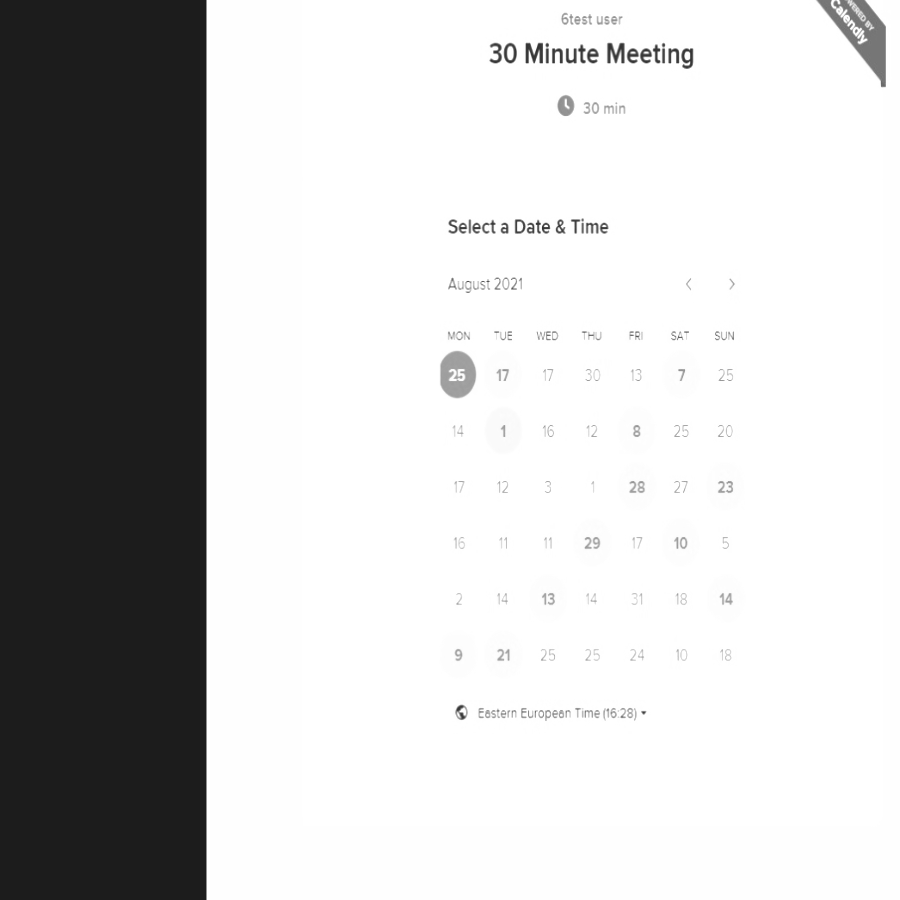 6test user
POWERED BY
Calendly
30 Minute Meeting
30 min
Select a Date & Time
August 2021
MON TUE WED THU FRI SAT SUN
25 17 17 30 13 7 25
14 1 16 12 8 25 20
17 12 3 1 28 27 23
16 11 11 29 17 10 5
2 14 13 14 31 18 14
9 21 25 25 24 10 18
Eastern European Time (16:28)